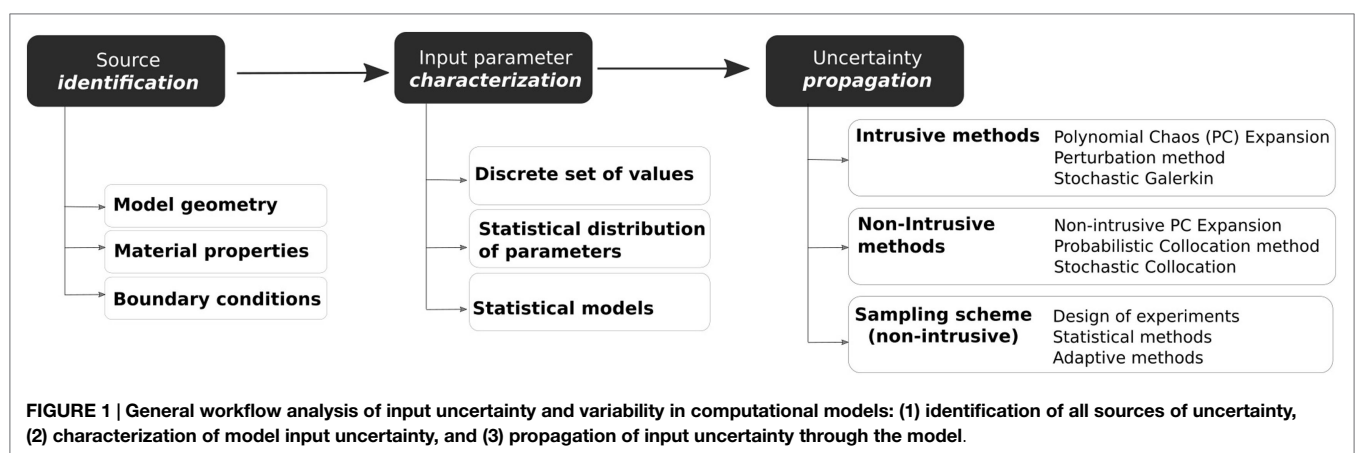 Source
identification
Input parameter
characterization
Uncertainty
propagation
Model geometry
Material properties
Boundary conditions
Discrete set of values
Statistical distribution
of parameters
Statistical models
Intrusive methods
Polynomial Chaos (PC) Expansion
Perturbation method
Stochastic Galerkin
Non-Intrusive
methods
Non-intrusive PC Expansion
Probabilistic Collocation method
Stochastic Collocation
Sampling scheme
(non-intrusive)
Design of experiments
Statistical methods
Adaptive methods
FIGURE 1 | General workflow analysis of input uncertainty and variability in computational models: (1) identification of all sources of uncertainty,
(2) characterization of model input uncertainty, and (3) propagation of input uncertainty through the model.